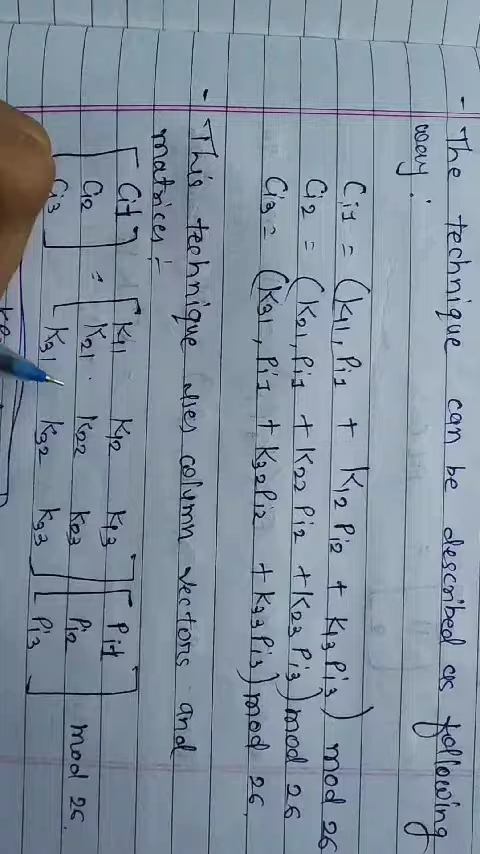 - The technique can be described as following
way:
Ci1 = (K11, Pi1 + K12 Pi2 + K13 Pi3) mod 26
Ci2 = (K21, Pi1 + K22 Pi2 + K23 Pi3) mod 26
Ci3 = (K31, Pi1 + K32 Pi2 + K33 Pi3) mod 26.
- This technique uses column vectors and
matrices:-
[Ci1] = [K11 K12 K13] [Pi1]
[Ci2] [K21 K22 K23] [Pi2] mod 26.
[Ci3] [K31 K32 K33] [Pi3]